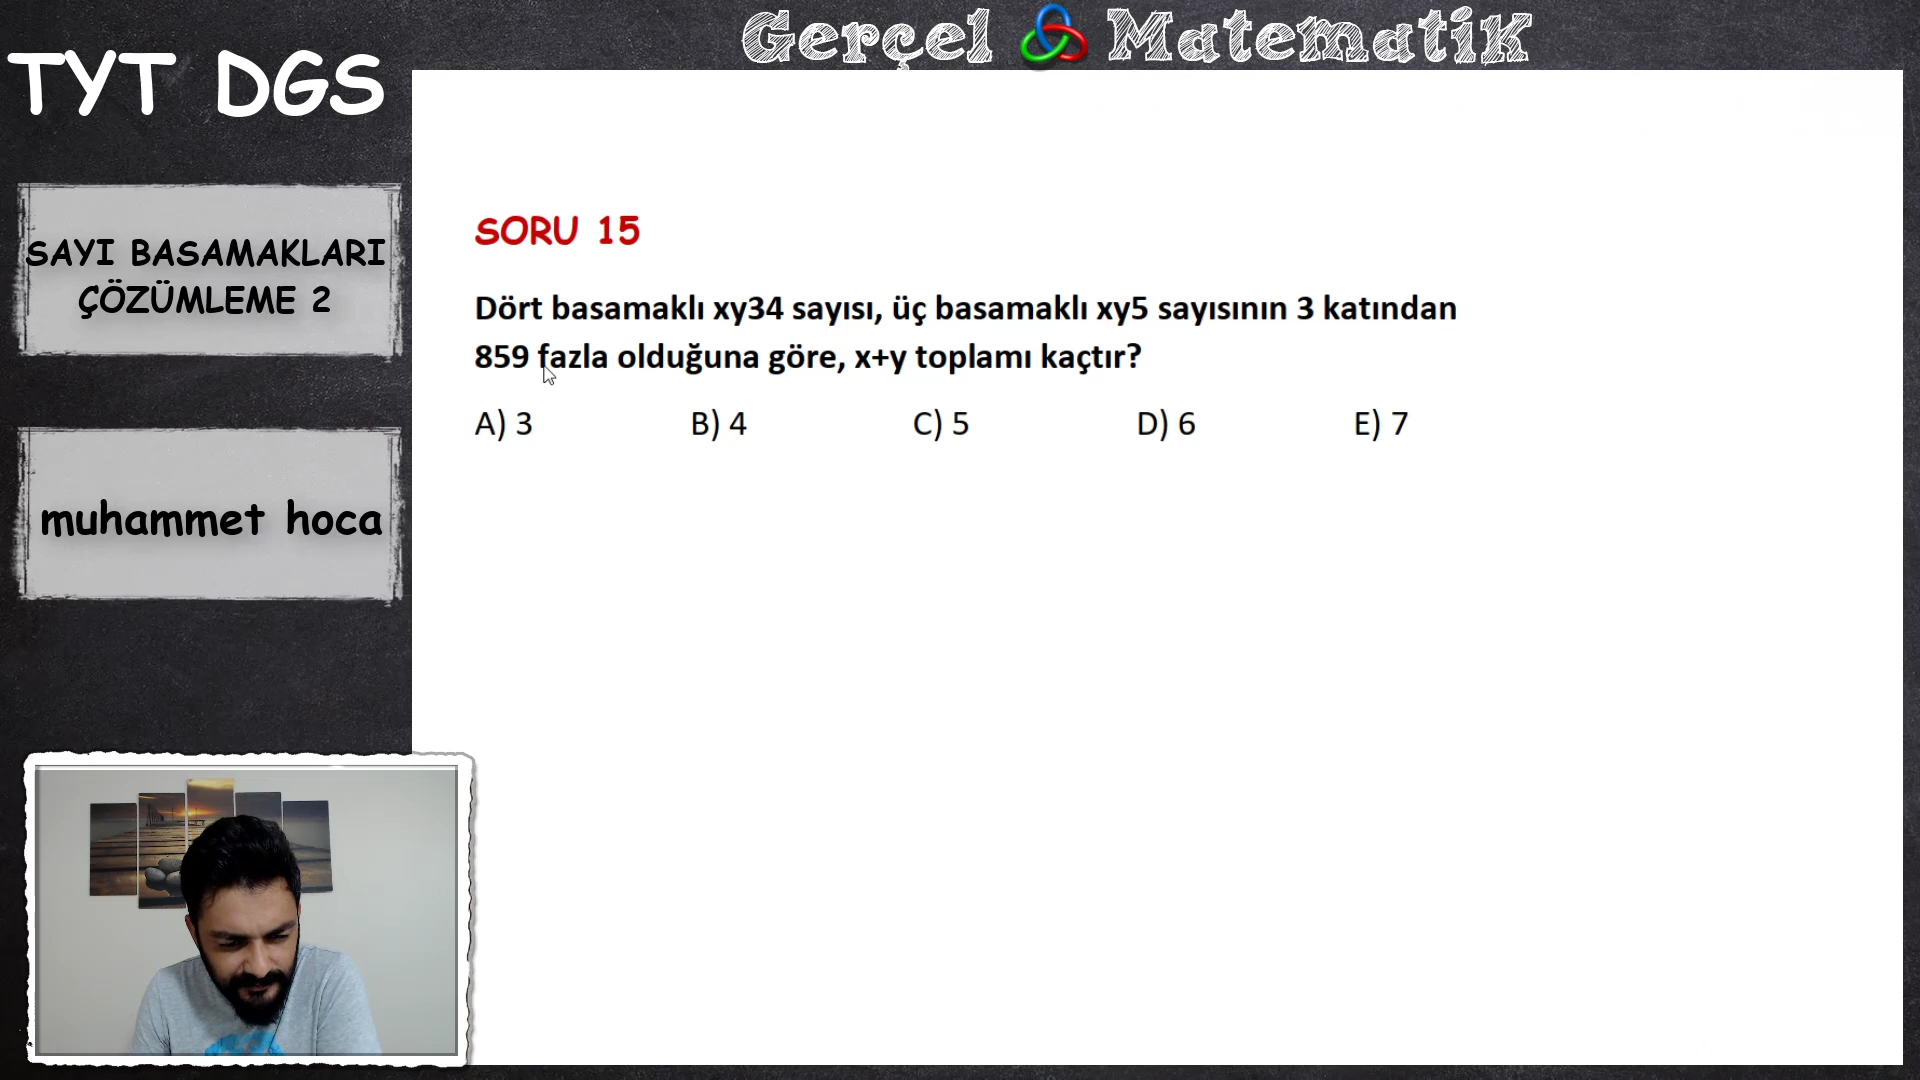 Gerçel Matematik
TYT DGS
SAYI BASAMAKLARI
ÇÖZÜMLEME 2
muhammet hoca
SORU 15
Dört basamaklı xy34 sayısı, üç basamaklı xy5 sayısının 3 katından
859 fazla olduğuna göre, x+y toplamı kaçtır?
A) 3 B) 4 C) 5 D) 6 E) 7